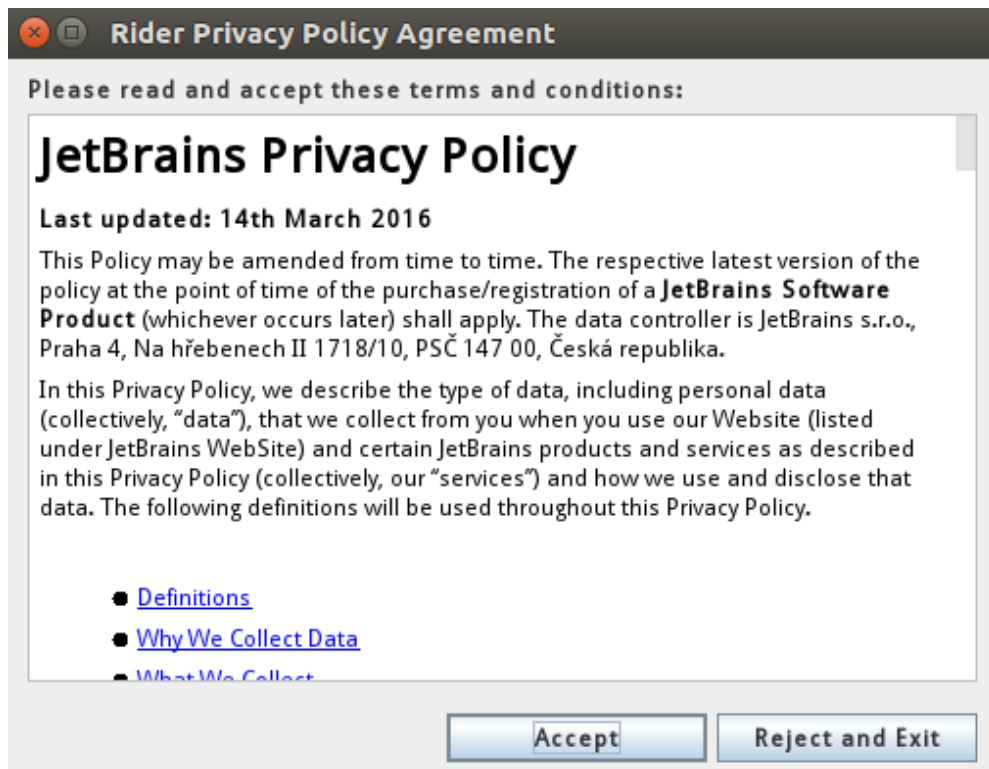 Rider Privacy Policy Agreement
Please read and accept these terms and conditions:
JetBrains Privacy Policy
Last updated: 14th March 2016
This Policy may be amended from time to time. The respective latest version of the
policy at the point of time of the purchase/registration of a JetBrains Software
Product (whichever occurs later) shall apply. The data controller is JetBrains s.r.o.,
Praha 4, Na hřebenech II 1718/10, PSČ 147 00, Česká republika.
In this Privacy Policy, we describe the type of data, including personal data
(collectively, “data”), that we collect from you when you use our Website (listed
under JetBrains WebSite) and certain JetBrains products and services as described
in this Privacy Policy (collectively, our “services”) and how we use and disclose that
data. The following definitions will be used throughout this Privacy Policy.
Definitions
Why We Collect Data
What We Collect
Accept
Reject and Exit